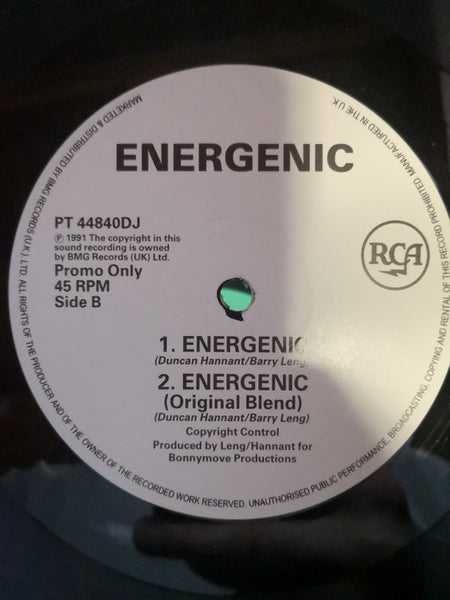 ENERGENIC
PT 44840DJ
℗ 1991 The copyright in this
sound recording is owned
by BMG Records (UK) Ltd.
Promo Only
45 RPM
Side B
RCA
1. ENERGENIC
(Duncan Hannant/Barry Leng)
2. ENERGENIC
(Original Blend)
(Duncan Hannant/Barry Leng)
Copyright Control
Produced by Leng/Hannant for
Bonnymove Productions
MARKETED & DISTRIBUTED BY BMG RECORDS (U.K.) LTD. ALL RIGHTS OF THE PRODUCER AND OF THE OWNER OF THE RECORDED WORK RESERVED. UNAUTHORISED PUBLIC PERFORMANCE, BROADCASTING, COPYING AND RENTAL OF THIS RECORD PROHIBITED. MANUFACTURED IN THE U.K.